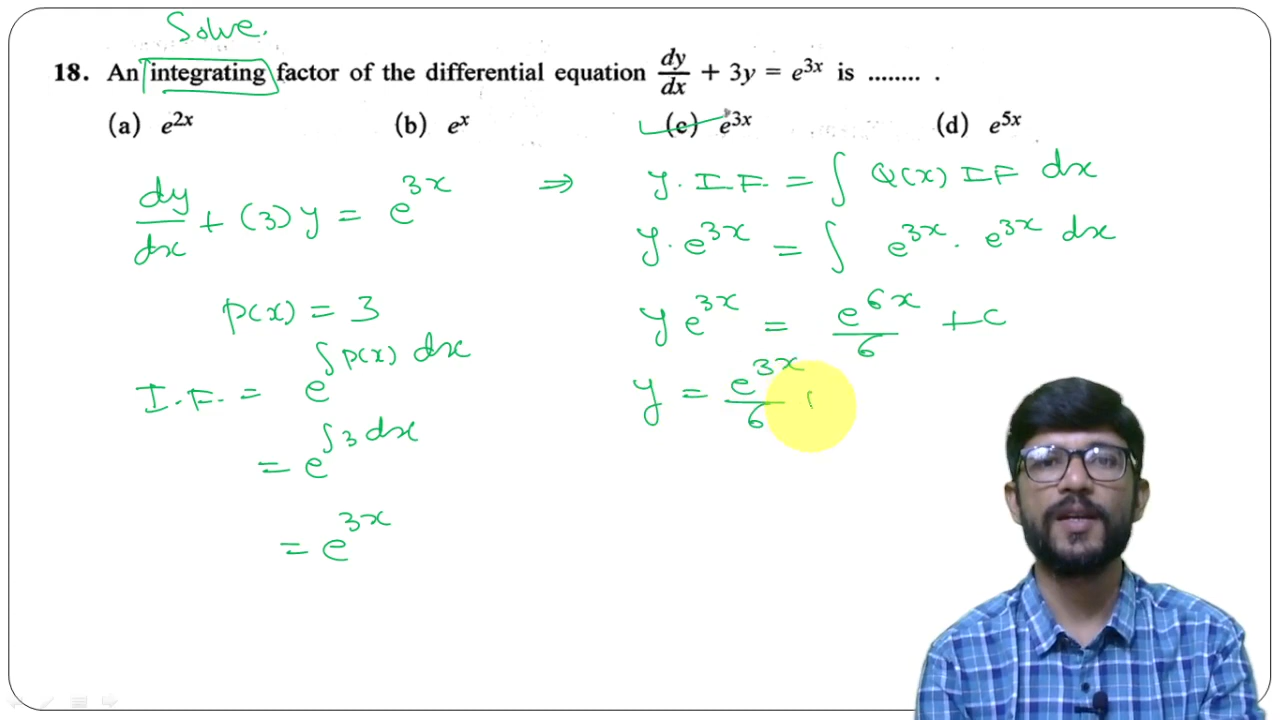 Solve.
18. An integrating factor of the differential equation dy/dx + 3y = e^{3x} is ........ .
(a) e^{2x} (b) e^{x} (c) e^{3x} (d) e^{5x}
dy/dx + (3)y = e^{3x}
P(x) = 3
I.F. = e^{∫P(x) dx}
= e^{∫3 dx}
= e^{3x}
⇒ y. I.F. = ∫ Q(x) IF dx
y. e^{3x} = ∫ e^{3x} . e^{3x} dx
y e^{3x} = e^{6x}/6 + c
y = e^{3x}/6